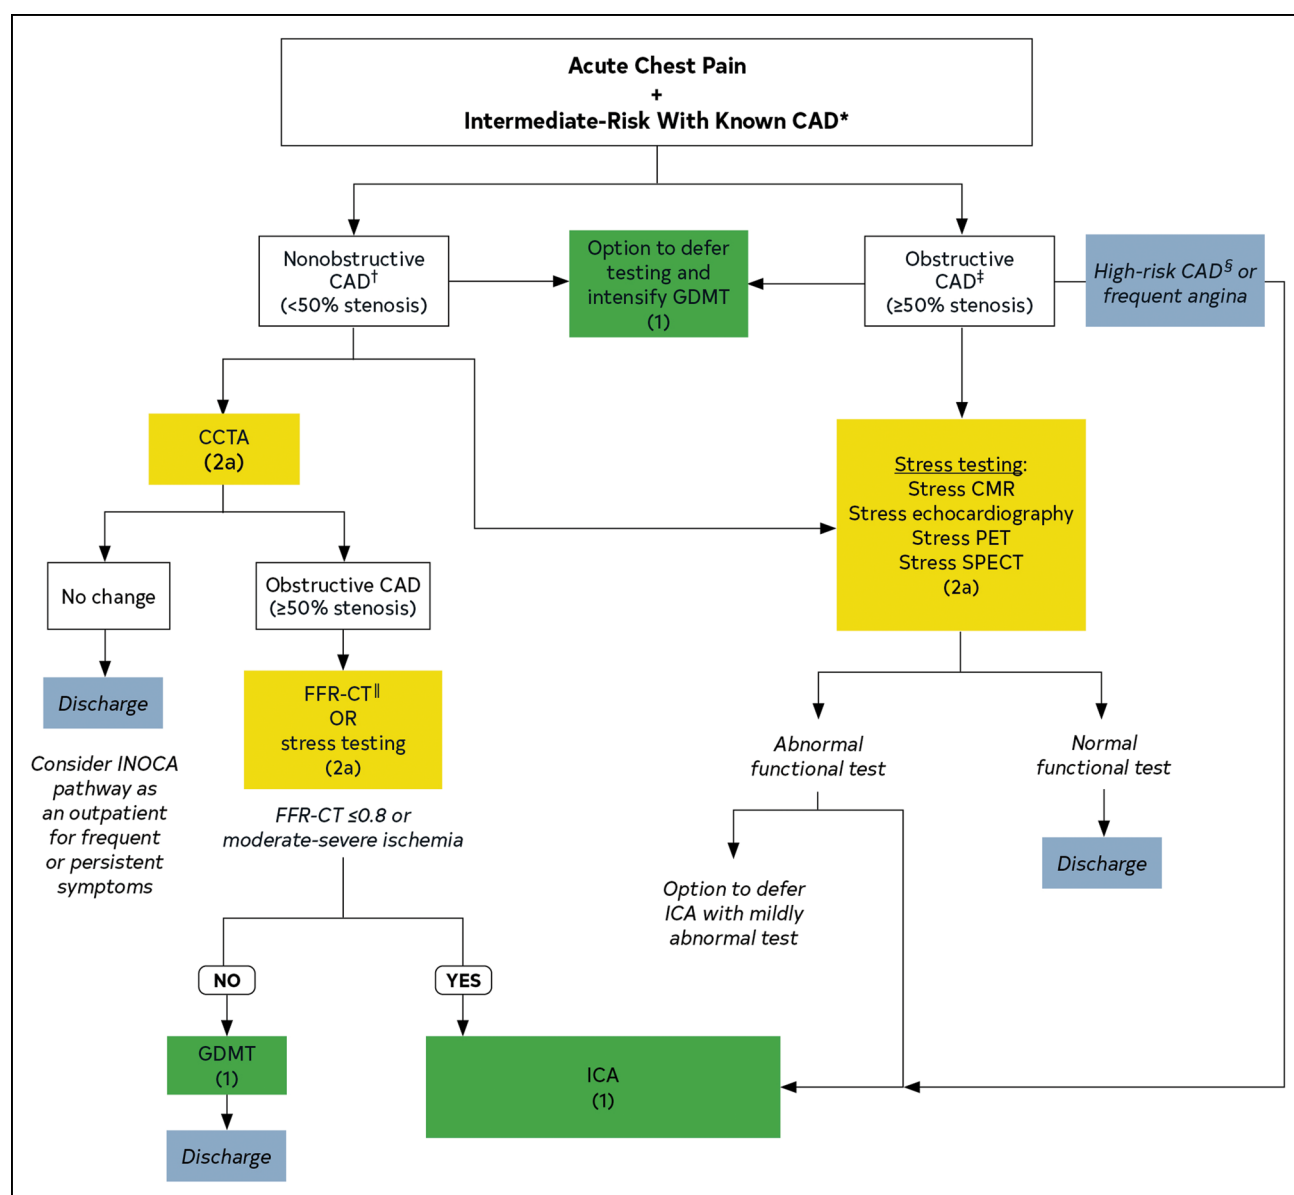 Acute Chest Pain
+
Intermediate-Risk With Known CAD*
Nonobstructive
CAD†
(<50% stenosis)
Option to defer
testing and
intensify GDMT
(1)
Obstructive
CAD‡
(≥50% stenosis)
High-risk CAD§ or
frequent angina
CCTA
(2a)
Stress testing:
Stress CMR
Stress echocardiography
Stress PET
Stress SPECT
(2a)
No change
Obstructive CAD
(≥50% stenosis)
Discharge
Consider INOCA
pathway as
an outpatient
for frequent
or persistent
symptoms
FFR-CT||
OR
stress testing
(2a)
FFR-CT ≤0.8 or
moderate-severe ischemia
Abnormal
functional test
Normal
functional test
Option to defer
ICA with mildly
abnormal test
Discharge
NO
YES
GDMT
(1)
ICA
(1)
Discharge